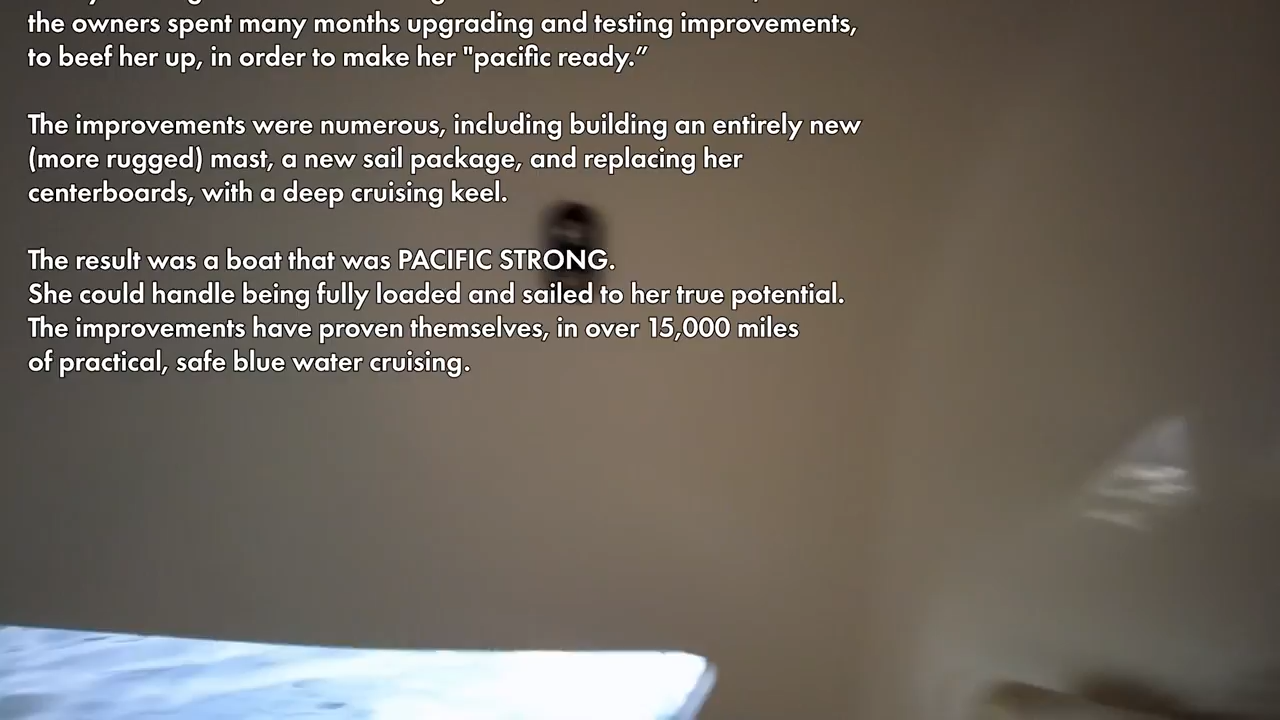 the owners spent many months upgrading and testing improvements,
to beef her up, in order to make her "pacific ready.”
The improvements were numerous, including building an entirely new
(more rugged) mast, a new sail package, and replacing her
centerboards, with a deep cruising keel.
The result was a boat that was PACIFIC STRONG.
She could handle being fully loaded and sailed to her true potential.
The improvements have proven themselves, in over 15,000 miles
of practical, safe blue water cruising.